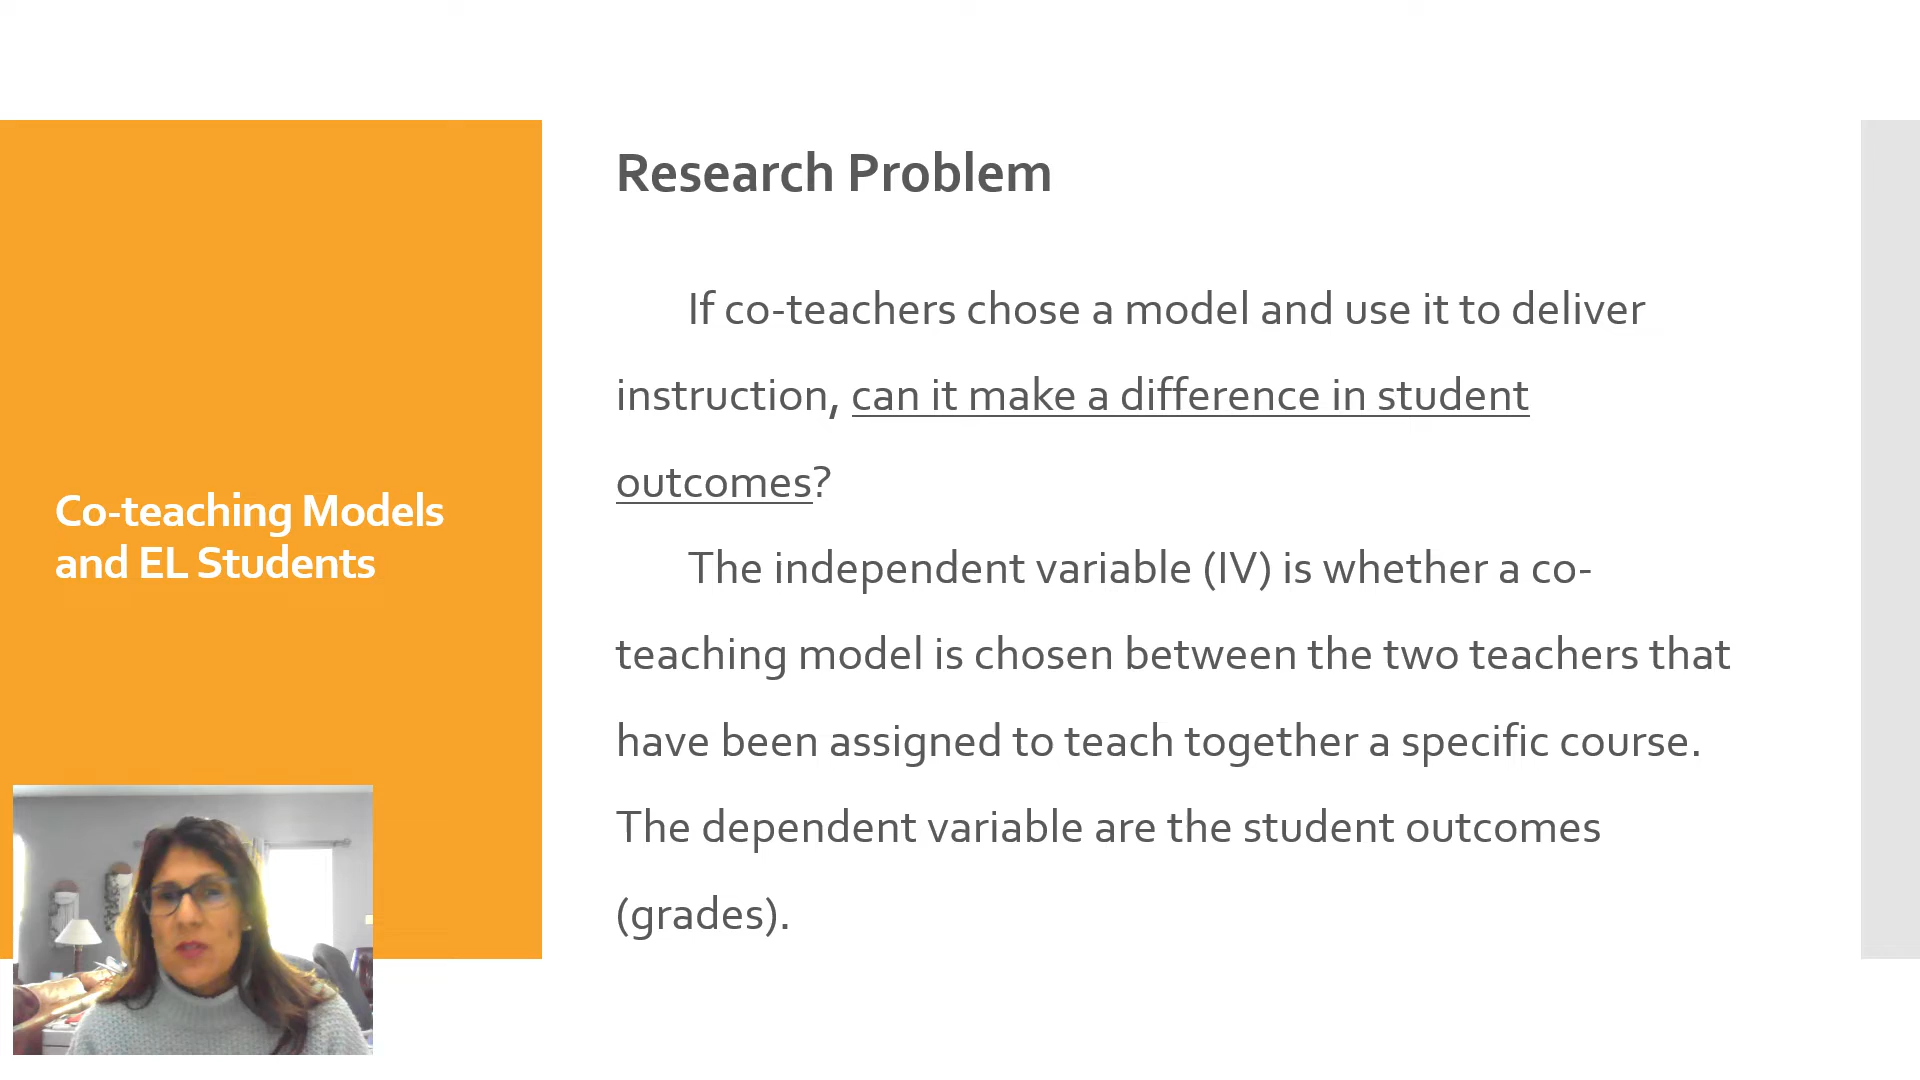 Research Problem
If co-teachers chose a model and use it to deliver
instruction, can it make a difference in student
outcomes?
The independent variable (IV) is whether a co-
teaching model is chosen between the two teachers that
have been assigned to teach together a specific course.
The dependent variable are the student outcomes
(grades).
Co-teaching Models
and EL Students